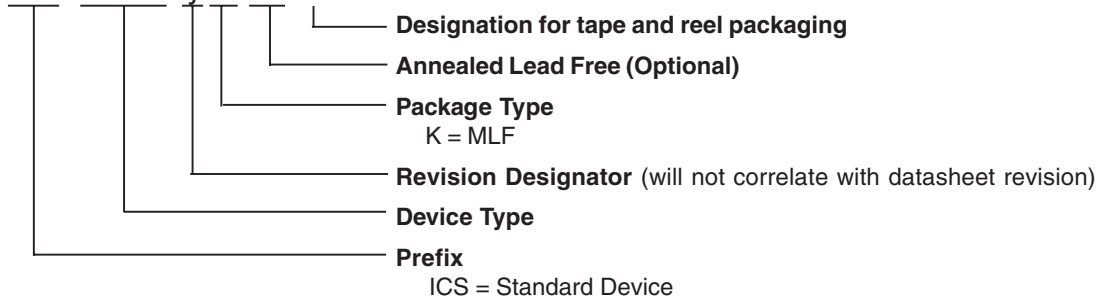 Designation for tape and reel packaging
Annealed Lead Free (Optional)
Package Type
K = MLF
Revision Designator (will not correlate with datasheet revision)
Device Type
Prefix
ICS = Standard Device